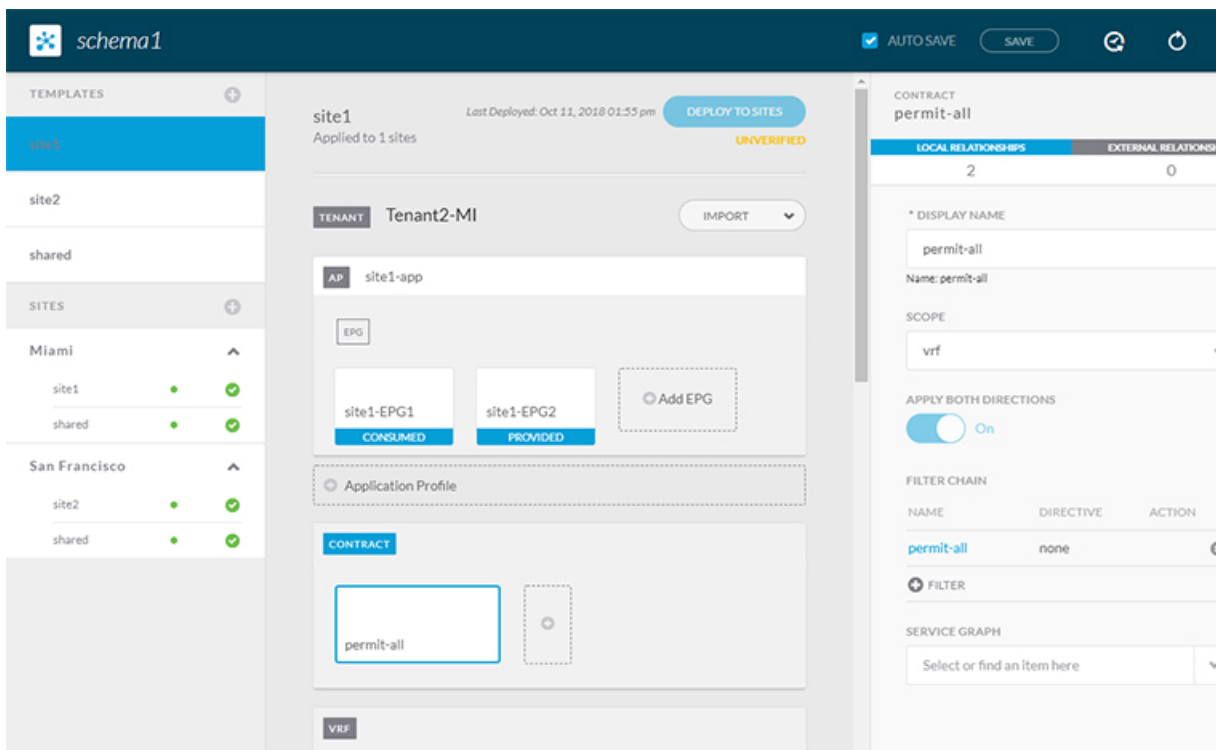 schema1
AUTO SAVE
SAVE
TEMPLATES
site1
site2
shared
SITES
Miami
site1
shared
San Francisco
site2
shared
site1
Last Deployed: Oct 11, 2018 01:55 pm
DEPLOY TO SITES
Applied to 1 sites
UNVERIFIED
TENANT Tenant2-MI
IMPORT
AP site1-app
EPG
site1-EPG1
CONSUMED
site1-EPG2
PROVIDED
Add EPG
Application Profile
CONTRACT
permit-all
VRF
CONTRACT
permit-all
LOCAL RELATIONSHIPS
2
EXTERNAL RELATIONSH
0
* DISPLAY NAME
permit-all
Name: permit-all
SCOPE
vrf
APPLY BOTH DIRECTIONS
On
FILTER CHAIN
NAME DIRECTIVE ACTION
permit-all none
FILTER
SERVICE GRAPH
Select or find an item here